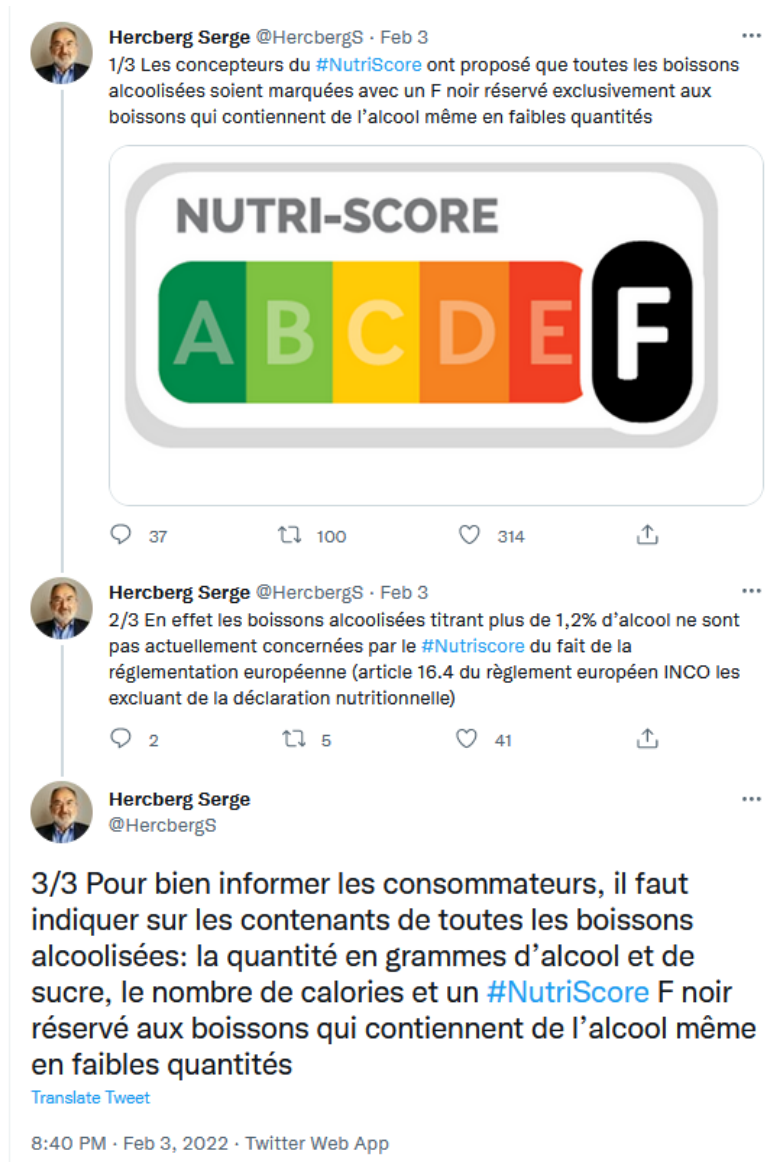 Hercberg Serge @HercbergS · Feb 3
1/3 Les concepteurs du #NutriScore ont proposé que toutes les boissons
alcoolisées soient marquées avec un F noir réservé exclusivement aux
boissons qui contiennent de l'alcool même en faibles quantités
NUTRI-SCORE
A B C D E F
37 100 314
Hercberg Serge @HercbergS · Feb 3
2/3 En effet les boissons alcoolisées titrant plus de 1,2% d'alcool ne sont
pas actuellement concernées par le #Nutriscore du fait de la
réglementation européenne (article 16.4 du règlement européen INCO les
excluant de la déclaration nutritionnelle)
2 5 41
Hercberg Serge
@HercbergS
3/3 Pour bien informer les consommateurs, il faut
indiquer sur les contenants de toutes les boissons
alcoolisées: la quantité en grammes d'alcool et de
sucre, le nombre de calories et un #NutriScore F noir
réservé aux boissons qui contiennent de l'alcool même
en faibles quantités
Translate Tweet
8:40 PM · Feb 3, 2022 · Twitter Web App